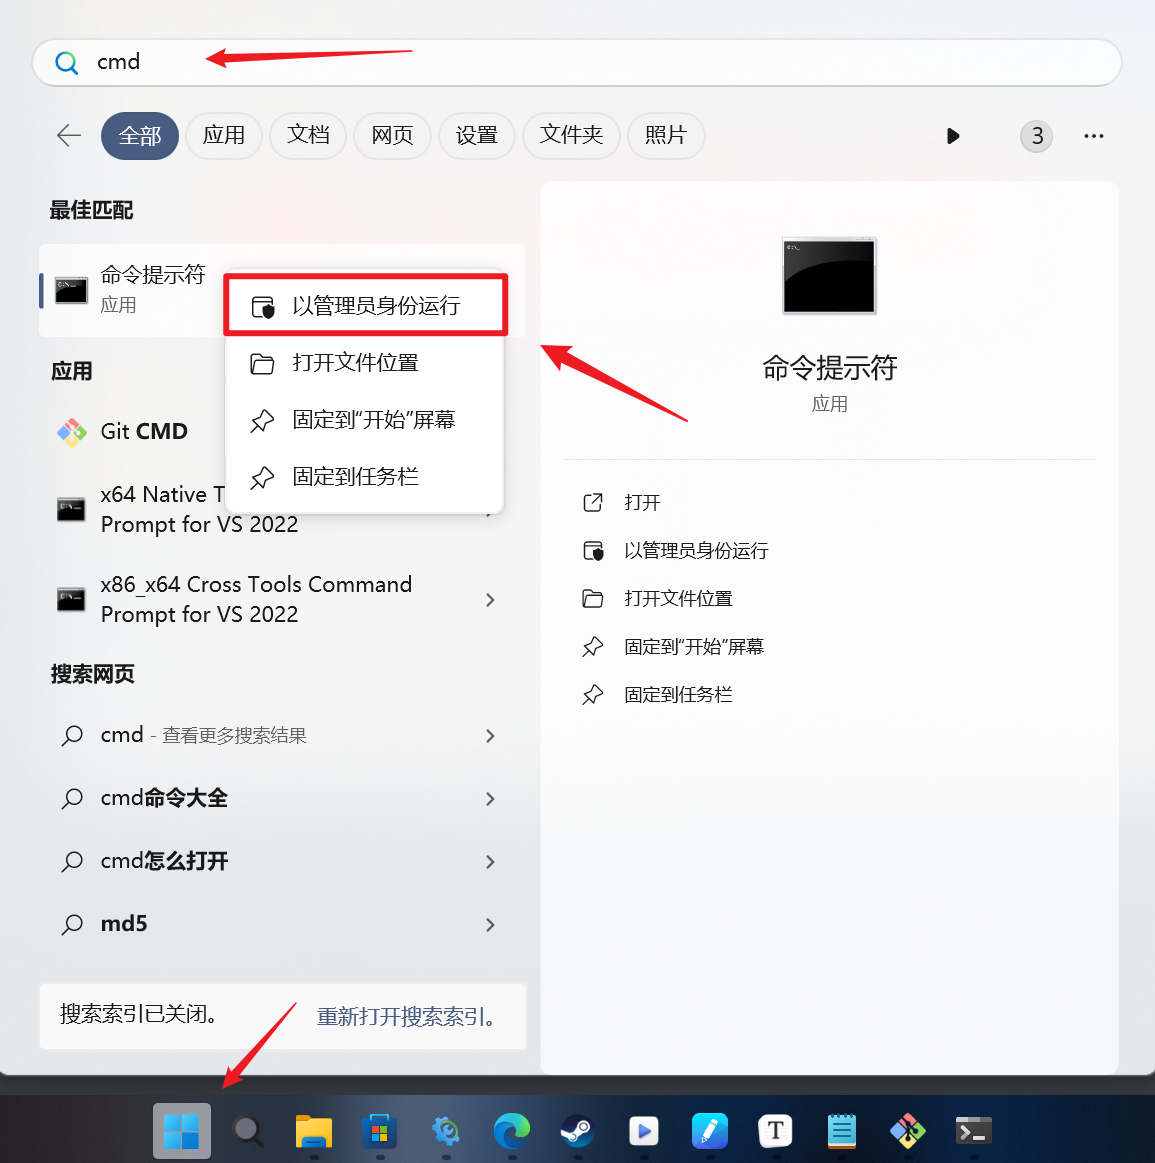 cmd
全部 应用 文档 网页 设置 文件夹 照片 3
最佳匹配
命令提示符
应用
以管理员身份运行
打开文件位置
固定到“开始”屏幕
固定到任务栏
应用
Git CMD
x64 Native T
Prompt for VS 2022
x86_x64 Cross Tools Command
Prompt for VS 2022
搜索网页
cmd - 查看更多搜索结果
cmd命令大全
cmd怎么打开
md5
搜索索引已关闭。 重新打开搜索索引。
命令提示符
应用
打开
以管理员身份运行
打开文件位置
固定到“开始”屏幕
固定到任务栏
T